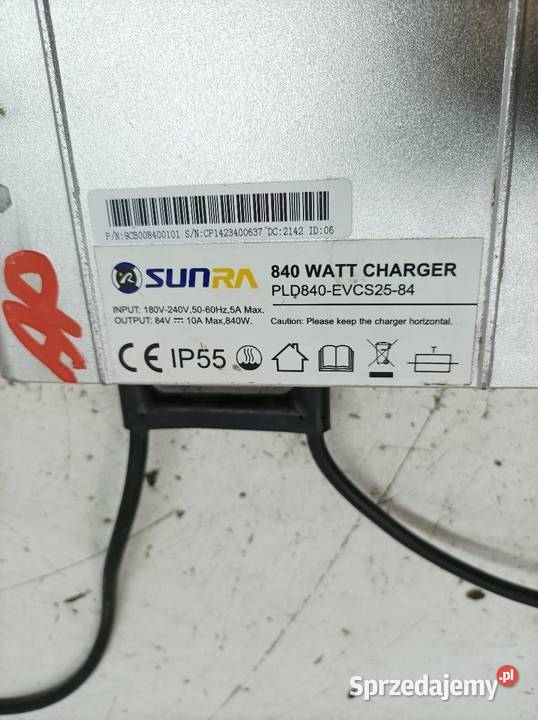 P/N:9CB008400101 S/N:CP1423400637 DC:2142 ID:06
SUNRA
840 WATT CHARGER
PLD840-EVCS25-84
INPUT: 180V-240V,50-60Hz,5A Max.
OUTPUT: 84V ⎓ 10A Max,840W.
Caution: Please keep the charger horizontal.
CE IP55
T
Sprzedajemy.pl